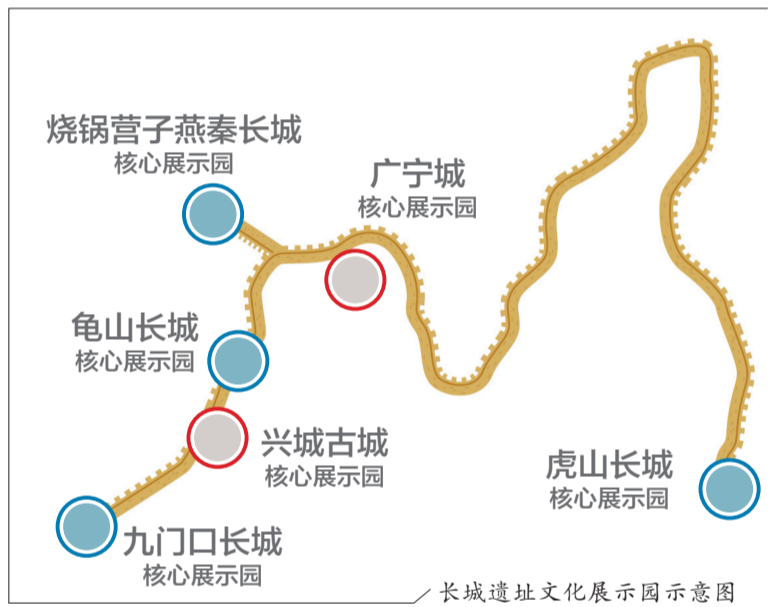 烧锅营子燕秦长城
核心展示园
广宁城
核心展示园
龟山长城
核心展示园
兴城古城
核心展示园
虎山长城
核心展示园
九门口长城
核心展示园
长城遗址文化展示园示意图